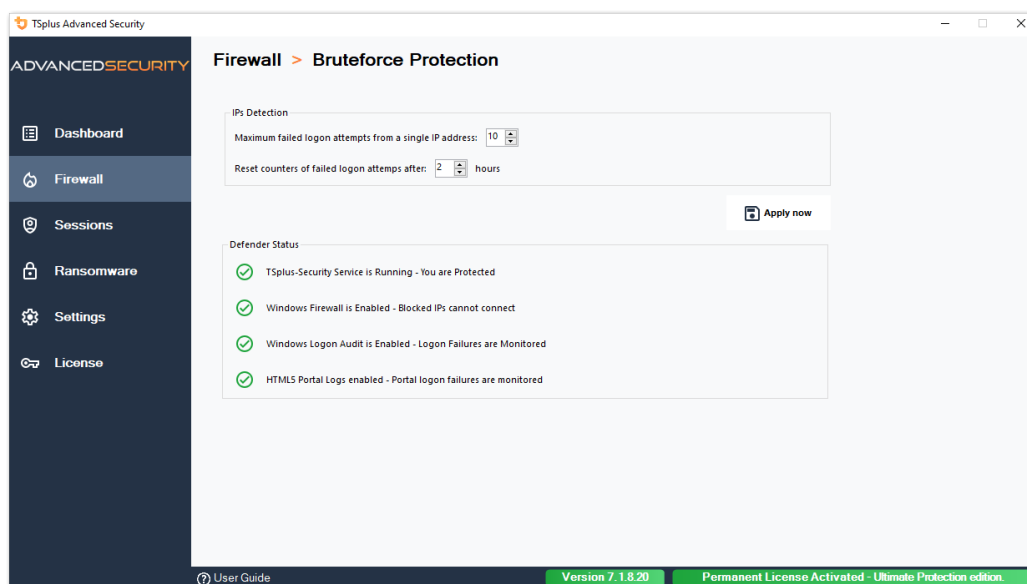 TSplus Advanced Security
ADVANCEDSECURITY
Firewall > Bruteforce Protection
Dashboard
Firewall
Sessions
Ransomware
Settings
License
IPs Detection
Maximum failed logon attempts from a single IP address: 10
Reset counters of failed logon attemps after: 2 hours
Apply now
Defender Status
TSplus-Security Service is Running - You are Protected
Windows Firewall is Enabled - Blocked IPs cannot connect
Windows Logon Audit is Enabled - Logon Failures are Monitored
HTML5 Portal Logs enabled - Portal logon failures are monitored
User Guide
Version 7.1.8.20
Permanent License Activated - Ultimate Protection edition.